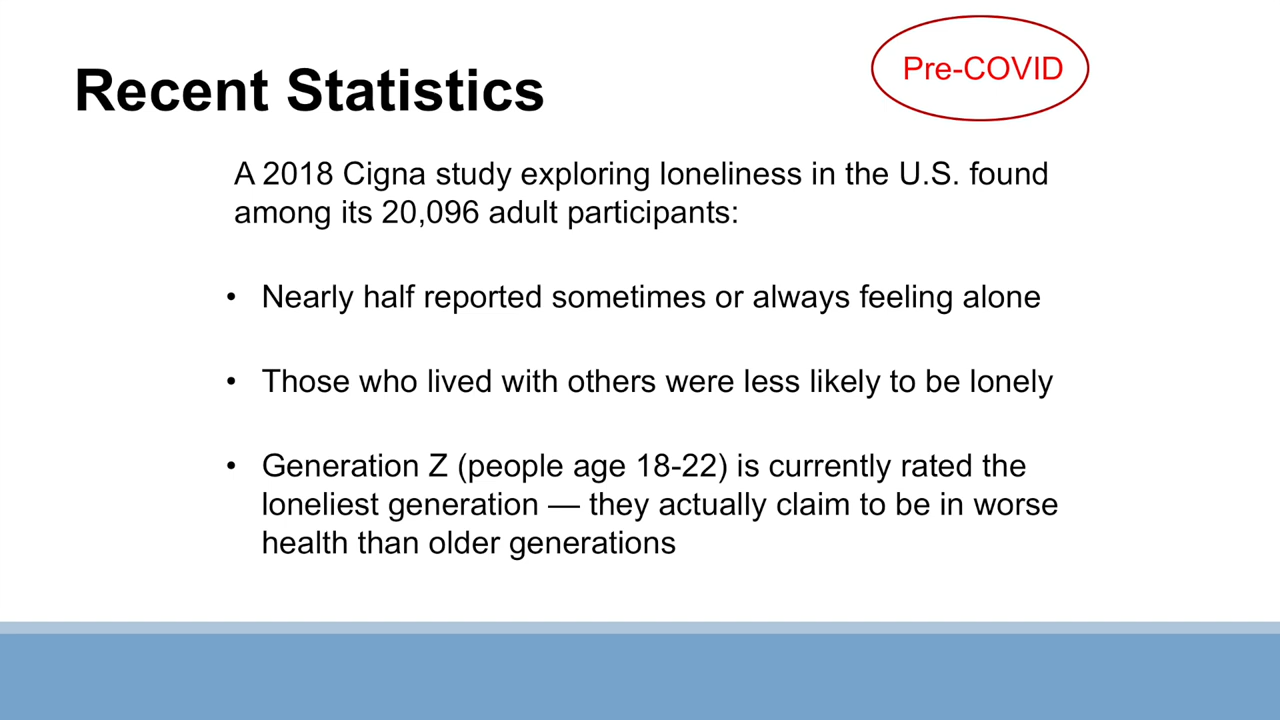 Pre-COVID
Recent Statistics
A 2018 Cigna study exploring loneliness in the U.S. found
among its 20,096 adult participants:
• Nearly half reported sometimes or always feeling alone
• Those who lived with others were less likely to be lonely
• Generation Z (people age 18-22) is currently rated the
loneliest generation — they actually claim to be in worse
health than older generations